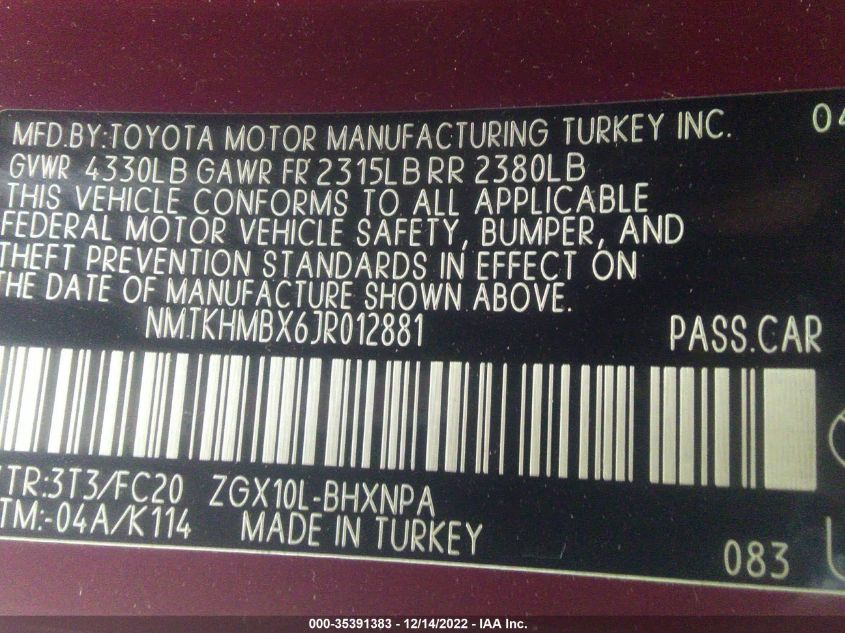 MFD.BY:TOYOTA MOTOR MANUFACTURING TURKEY INC. 04
GVWR 4330LB GAWR FR 2315LB RR 2380LB
THIS VEHICLE CONFORMS TO ALL APPLICABLE
FEDERAL MOTOR VEHICLE SAFETY, BUMPER, AND
THEFT PREVENTION STANDARDS IN EFFECT ON
THE DATE OF MANUFACTURE SHOWN ABOVE.
NMTKHMBX6JR012881 PASS.CAR
TR:3T3/FC20 ZGX10L-BHXNPA
TM:-04A/K114 MADE IN TURKEY
083
000-35391383 - 12/14/2022 - IAA Inc.